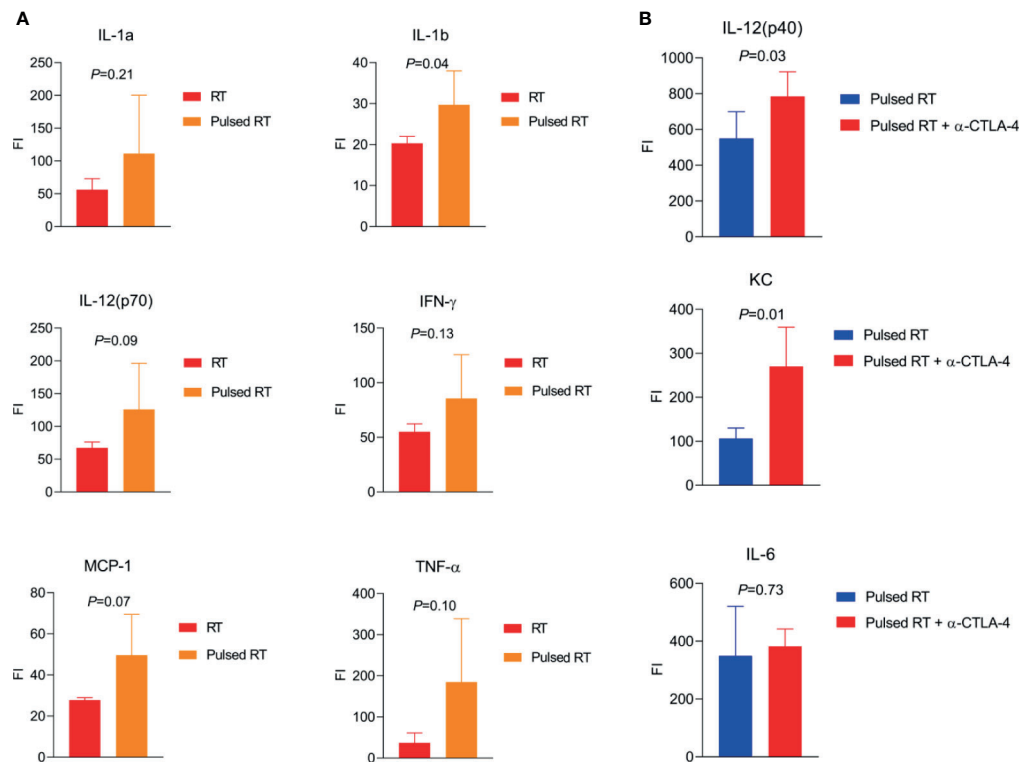 A
IL-1a
250
200
150
100
50
0
FI
P=0.21
RT
Pulsed RT
IL-1b
40
30
20
10
0
FI
P=0.04
RT
Pulsed RT
IL-12(p70)
250
200
150
100
50
0
FI
P=0.09
RT
Pulsed RT
IFN-γ
150
100
50
0
FI
P=0.13
RT
Pulsed RT
MCP-1
80
60
40
20
0
FI
P=0.07
RT
Pulsed RT
TNF-α
400
300
200
100
0
FI
P=0.10
RT
Pulsed RT
B
IL-12(p40)
1000
800
600
400
200
0
FI
P=0.03
Pulsed RT
Pulsed RT + α-CTLA-4
KC
400
300
200
100
0
FI
P=0.01
Pulsed RT
Pulsed RT + α-CTLA-4
IL-6
600
400
200
0
FI
P=0.73
Pulsed RT
Pulsed RT + α-CTLA-4